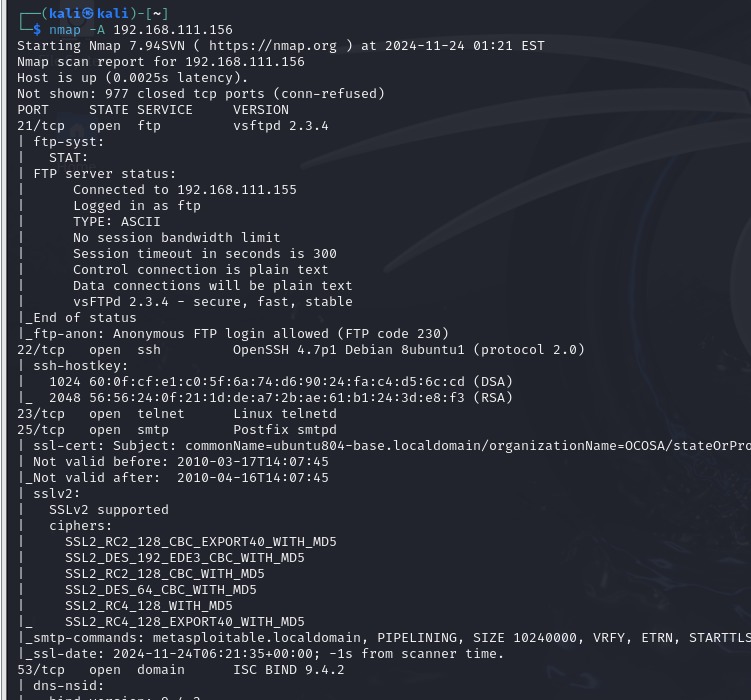 ┌──(kali㉿kali)-[~]
└─$ nmap -A 192.168.111.156
Starting Nmap 7.94SVN ( https://nmap.org ) at 2024-11-24 01:21 EST
Nmap scan report for 192.168.111.156
Host is up (0.0025s latency).
Not shown: 977 closed tcp ports (conn-refused)
PORT     STATE SERVICE     VERSION
21/tcp   open  ftp         vsftpd 2.3.4
| ftp-syst:
|   STAT:
| FTP server status:
|      Connected to 192.168.111.155
|      Logged in as ftp
|      TYPE: ASCII
|      No session bandwidth limit
|      Session timeout in seconds is 300
|      Control connection is plain text
|      Data connections will be plain text
|      vsFTPd 2.3.4 - secure, fast, stable
|_End of status
|_ftp-anon: Anonymous FTP login allowed (FTP code 230)
22/tcp   open  ssh         OpenSSH 4.7p1 Debian 8ubuntu1 (protocol 2.0)
| ssh-hostkey:
|   1024 60:0f:cf:e1:c0:5f:6a:74:d6:90:24:fa:c4:d5:6c:cd (DSA)
|_  2048 56:56:24:0f:21:1d:de:a7:2b:ae:61:b1:24:3d:e8:f3 (RSA)
23/tcp   open  telnet      Linux telnetd
25/tcp   open  smtp        Postfix smtpd
| ssl-cert: Subject: commonName=ubuntu804-base.localdomain/organizationName=OCOSA/stateOrPro
| Not valid before: 2010-03-17T14:07:45
|_Not valid after:  2010-04-16T14:07:45
| sslv2:
|   SSLv2 supported
|   ciphers:
|     SSL2_RC2_128_CBC_EXPORT40_WITH_MD5
|     SSL2_DES_192_EDE3_CBC_WITH_MD5
|     SSL2_RC2_128_CBC_WITH_MD5
|     SSL2_DES_64_CBC_WITH_MD5
|     SSL2_RC4_128_WITH_MD5
|_    SSL2_RC4_128_EXPORT40_WITH_MD5
|_smtp-commands: metasploitable.localdomain, PIPELINING, SIZE 10240000, VRFY, ETRN, STARTTLS
|_ssl-date: 2024-11-24T06:21:35+00:00; -1s from scanner time.
53/tcp   open  domain      ISC BIND 9.4.2
| dns-nsid:
|   bind.version: 9.4.2